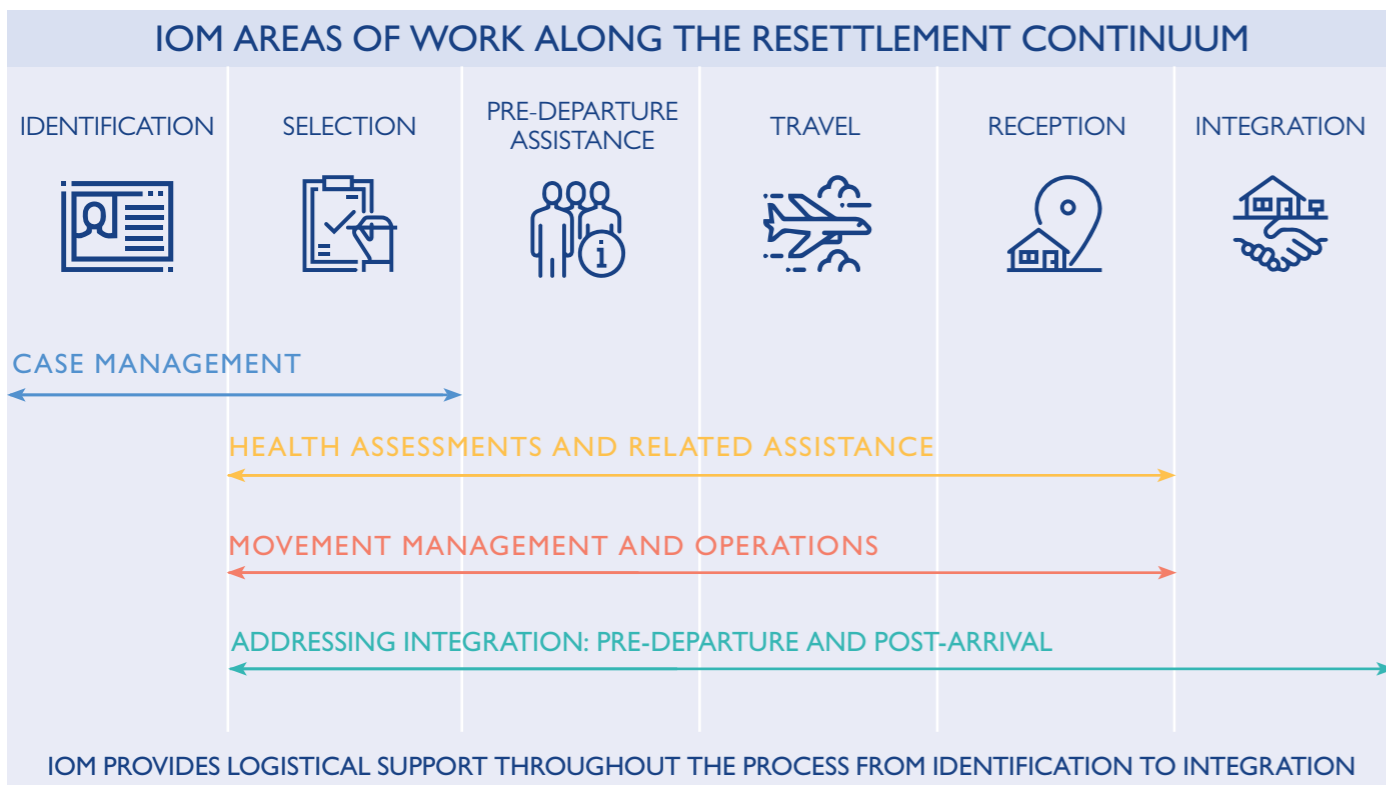 IOM AREAS OF WORK ALONG THE RESETTLEMENT CONTINUUM
IDENTIFICATION
SELECTION
PRE-DEPARTURE
ASSISTANCE
TRAVEL
RECEPTION
INTEGRATION
i
CASE MANAGEMENT
HEALTH ASSESSMENTS AND RELATED ASSISTANCE
MOVEMENT MANAGEMENT AND OPERATIONS
ADDRESSING INTEGRATION: PRE-DEPARTURE AND POST-ARRIVAL
IOM PROVIDES LOGISTICAL SUPPORT THROUGHOUT THE PROCESS FROM IDENTIFICATION TO INTEGRATION